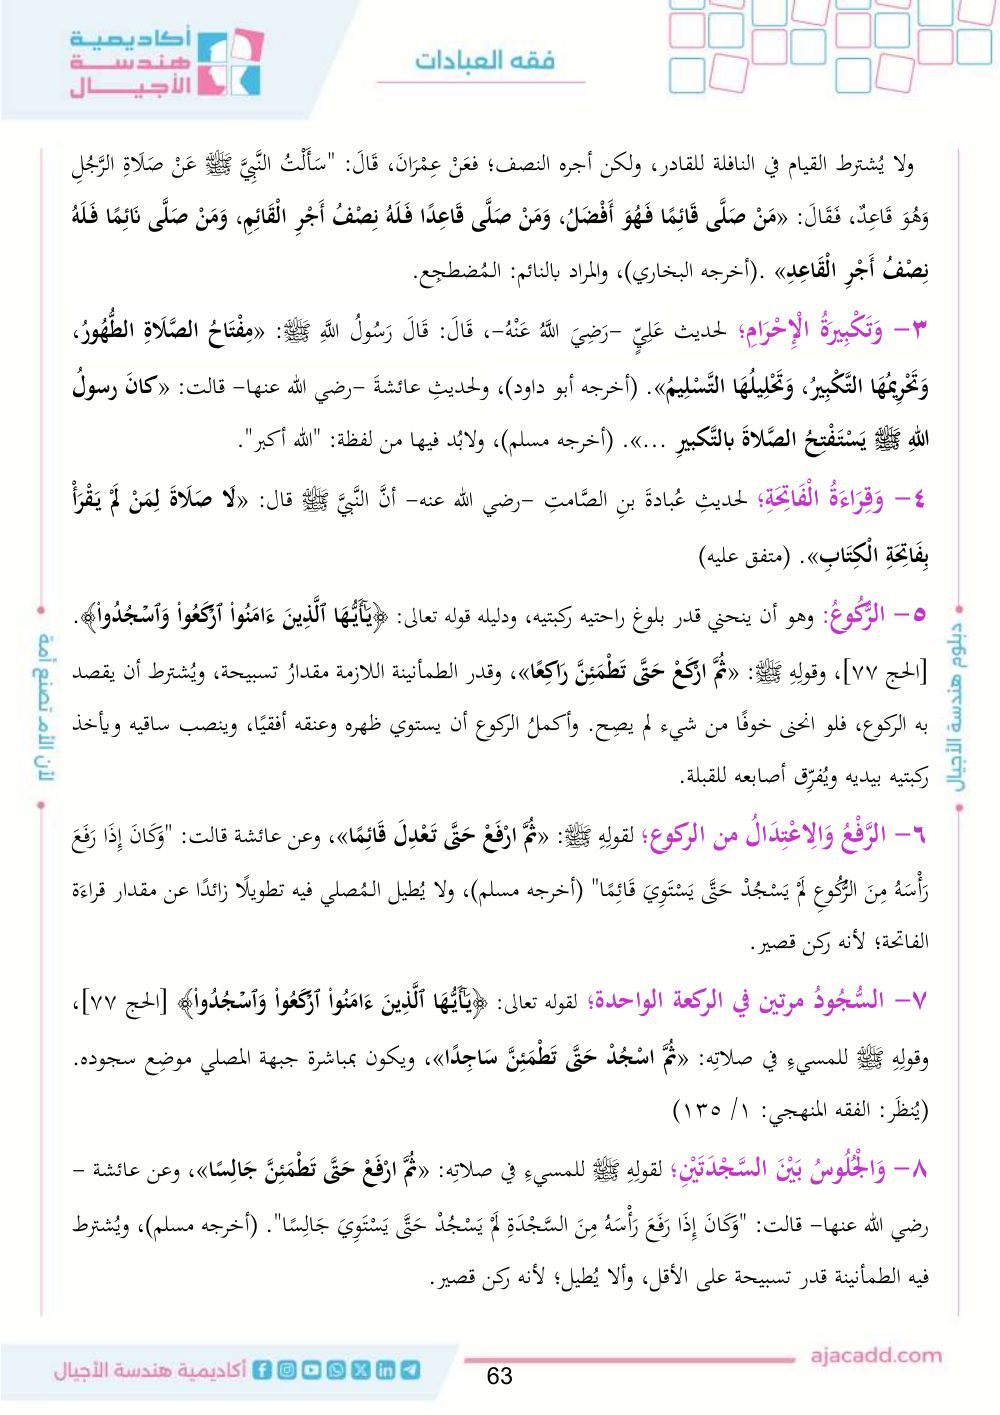 أكاديمية
هندسة
الأجيال
فقه العبادات
ولا يُشترط القيام في النافلة للقادر، ولكن أجره النصف؛ فعَنْ عِمْرَانَ، قَالَ: "سَأَلْتُ النَّبِيَّ ﷺ عَنْ صَلَاةِ الرَّجُلِ
وَهُوَ قَاعِدٌ، فَقَالَ: «مَنْ صَلَّى قَائِمًا فَهُوَ أَفْضَلُ، وَمَنْ صَلَّى قَاعِدًا فَلَهُ نِصْفُ أَجْرِ الْقَائِمِ، وَمَنْ صَلَّى نَائِمًا فَلَهُ
نِصْفُ أَجْرِ الْقَاعِدِ» .(أخرجه البخاري)، والمراد بالنائم: المُضطجِع.
٣- وَتَكْبِيرَةُ الْإِحْرَامِ؛ لحديث عَلِيٍّ -رَضِيَ اللَّهُ عَنْهُ-، قَالَ: قَالَ رَسُولُ اللَّهِ ﷺ: «مِفْتَاحُ الصَّلَاةِ الطُّهُورُ،
وَتَحْرِيمُهَا التَّكْبِيرُ، وَتَحْلِيلُهَا التَّسْلِيمُ». (أخرجه أبو داود)، ولحديثِ عائشةَ -رضي الله عنها- قالت: «كانَ رسولُ
اللهِ ﷺ يَسْتَفْتِحُ الصَّلاةَ بالتَّكبيرِ ...». (أخرجه مسلم)، ولابُد فيها من لفظة: "الله أكبر".
٤- وَقِرَاءَةُ الْفَاتِحَةِ؛ لحديثِ عُبادةَ بنِ الصَّامتِ -رضي الله عنه- أنَّ النَّبيَّ ﷺ قال: «لَا صَلَاةَ لِمَنْ لَمْ يَقْرَأْ
بِفَاتِحَةِ الْكِتَابِ». (متفق عليه)
٥- الرُّكُوعُ: وهو أن ينحني قدر بلوغ راحتيه ركبتيه، ودليله قوله تعالى: ﴿يَٰٓأَيُّهَا ٱلَّذِينَ ءَامَنُوا۟ ٱرْكَعُوا۟ وَٱسْجُدُوا۟﴾.
[الحج ٧٧]، وقولِهِ ﷺ: «ثُمَّ ارْكَعْ حَتَّى تَطْمَئِنَّ رَاكِعًا»، وقدر الطمأنينة اللازمة مقدارُ تسبيحة، ويُشترط أن يقصد
به الركوع، فلو انحنى خوفًا من شيء لم يصِح. وأكملُ الركوع أن يستوي ظهره وعنقه أفقيًا، وينصب ساقيه ويأخذ
ركبتيه بيديه ويُفرِّق أصابعه للقبلة.
٦- الرَّفْعُ وَالِاعْتِدَالُ من الركوع؛ لقولِهِ ﷺ: «ثُمَّ ارْفَعْ حَتَّى تَعْدِلَ قَائِمًا»، وعن عائشة قالت: "وَكَانَ إِذَا رَفَعَ
رَأْسَهُ مِنَ الرُّكُوعِ لَمْ يَسْجُدْ حَتَّى يَسْتَوِيَ قَائِمًا" (أخرجه مسلم)، ولا يُطيل المُصلي فيه تطويلًا زائدًا عن مقدار قراءة
الفاتحة؛ لأنه ركن قصير.
٧- السُّجُودُ مرتين في الركعة الواحدة؛ لقوله تعالى: ﴿يَٰٓأَيُّهَا ٱلَّذِينَ ءَامَنُوا۟ ٱرْكَعُوا۟ وَٱسْجُدُوا۟﴾ [الحج ٧٧]،
وقولِهِ ﷺ للمسيءِ في صلاتِه: «ثُمَّ اسْجُدْ حَتَّى تَطْمَئِنَّ سَاجِدًا»، ويكون بمباشرة جبهة المصلي موضِع سجوده.
(يُنظَر: الفقه المنهجي: ١/ ١٣٥)
٨- وَالْجُلُوسُ بَيْنَ السَّجْدَتَيْنِ؛ لقولِهِ ﷺ للمسيءِ في صلاتِه: «ثُمَّ ارْفَعْ حَتَّى تَطْمَئِنَّ جَالِسًا»، وعن عائشة -
رضي الله عنها- قالت: "وَكَانَ إِذَا رَفَعَ رَأْسَهُ مِنَ السَّجْدَةِ لَمْ يَسْجُدْ حَتَّى يَسْتَوِيَ جَالِسًا". (أخرجه مسلم)، ويُشترط
فيه الطمأنينة قدر تسبيحة على الأقل، وألا يُطيل؛ لأنه ركن قصير.
دبلوم هندسة الأجيال
لأن الأمـ تصنع أمة
ajacadd.com
63
أكاديمية هندسة الأجيال